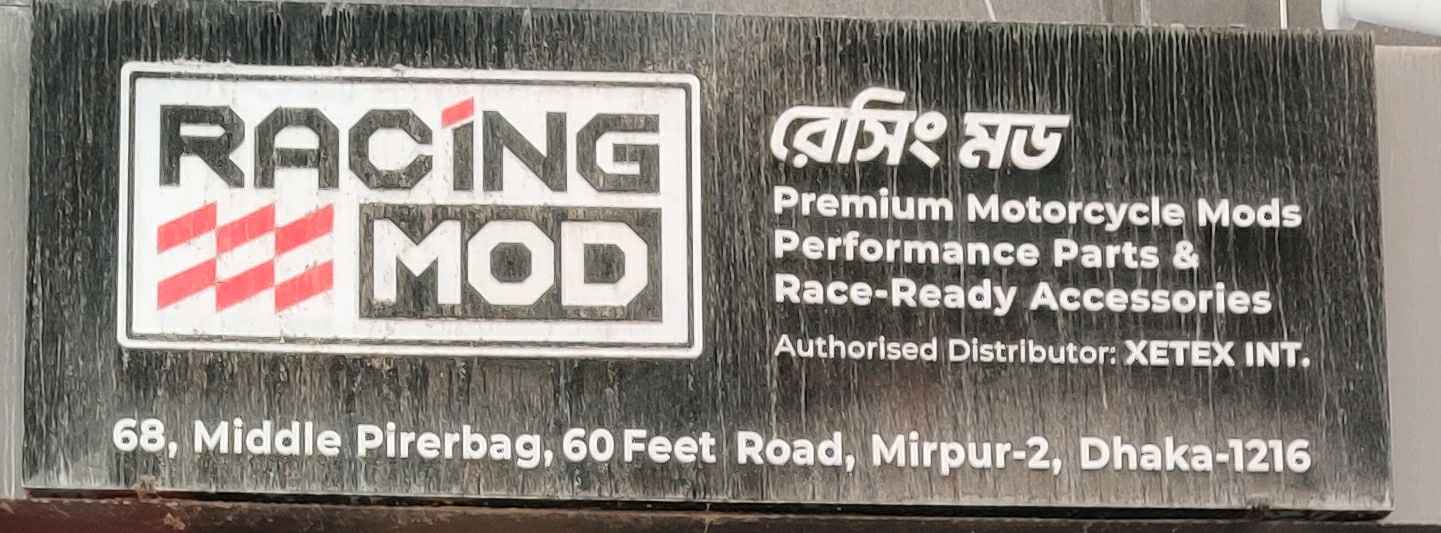 RACiNG
MOD
রেসিং মড
Premium Motorcycle Mods
Performance Parts &
Race-Ready Accessories
Authorised Distributor: XETEX INT.
68, Middle Pirerbag, 60 Feet Road, Mirpur-2, Dhaka-1216